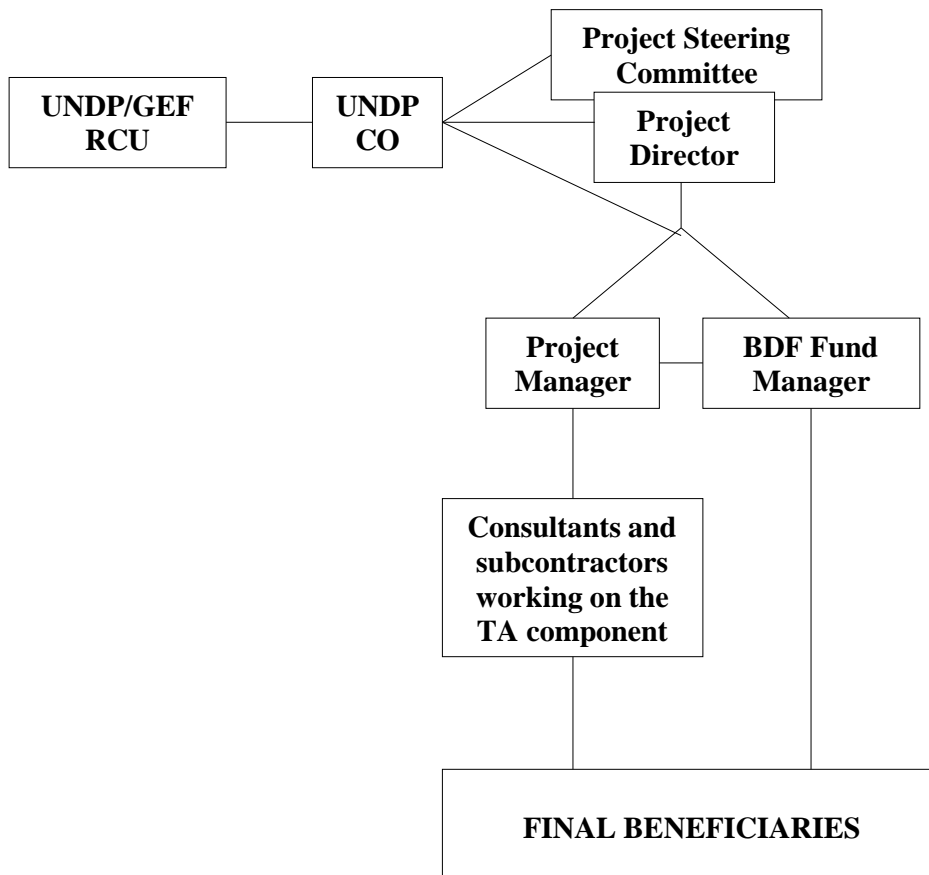 Project Steering
Committee
UNDP/GEF
RCU
UNDP
CO
Project
Director
Project
Manager
BDF Fund
Manager
Consultants and
subcontractors
working on the
TA component
FINAL BENEFICIARIES